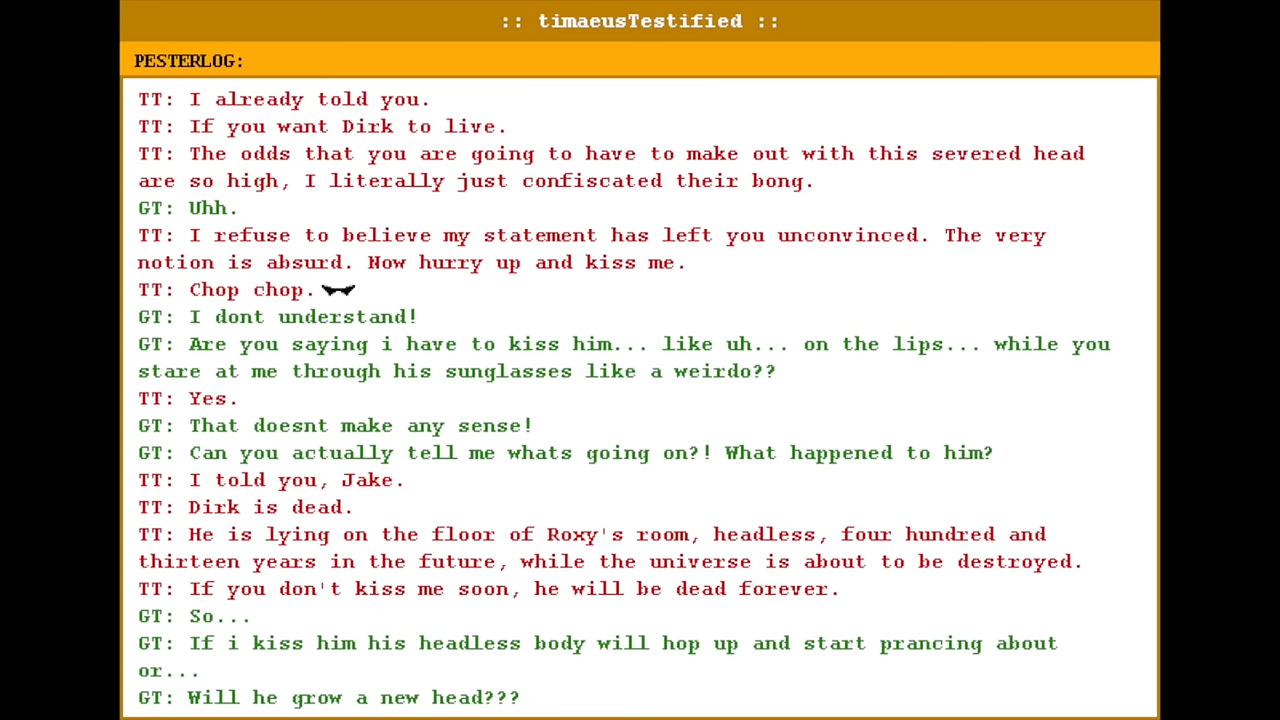 :: timaeusTestified ::
PESTERLOG:
TT: I already told you.
TT: If you want Dirk to live.
TT: The odds that you are going to have to make out with this severed head
are so high, I literally just confiscated their bong.
GT: Uhh.
TT: I refuse to believe my statement has left you unconvinced. The very
notion is absurd. Now hurry up and kiss me.
TT: Chop chop.
GT: I dont understand!
GT: Are you saying i have to kiss him... like uh... on the lips... while you
stare at me through his sunglasses like a weirdo??
TT: Yes.
GT: That doesnt make any sense!
GT: Can you actually tell me whats going on?! What happened to him?
TT: I told you, Jake.
TT: Dirk is dead.
TT: He is lying on the floor of Roxy's room, headless, four hundred and
thirteen years in the future, while the universe is about to be destroyed.
TT: If you don't kiss me soon, he will be dead forever.
GT: So...
GT: If i kiss him his headless body will hop up and start prancing about
or...
GT: Will he grow a new head???